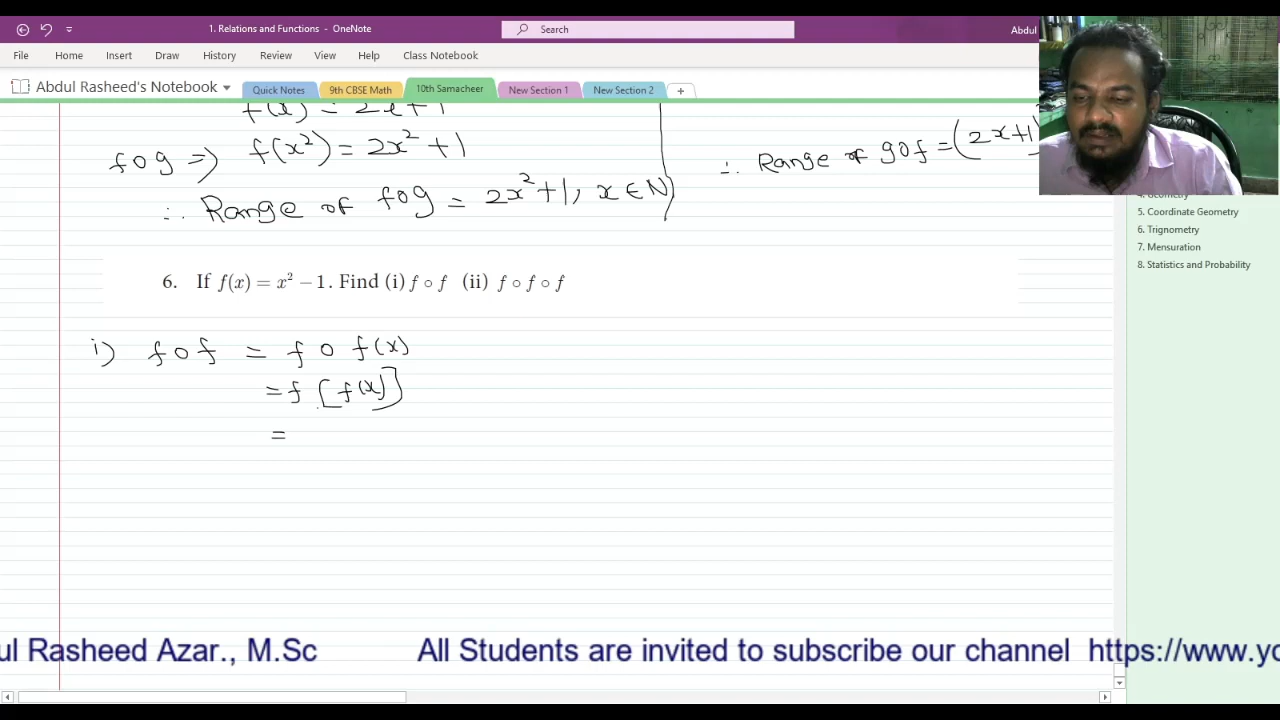 1. Relations and Functions - OneNote
Search
Abdul
File Home Insert Draw History Review View Help Class Notebook
Abdul Rasheed's Notebook
Quick Notes 9th CBSE Math 10th Samacheer New Section 1 New Section 2 +
f(x) = 2x+1
fog => f(x²) = 2x² + 1
∴ Range of fog = 2x²+1, x ∈ N
∴ Range of gof = (2x+1)
6. If f(x) = x² − 1. Find (i) f ∘ f (ii) f ∘ f ∘ f
i) fof = f o f(x)
= f [f(x)]
=
5. Coordinate Geometry
6. Trignometry
7. Mensuration
8. Statistics and Probability
ul Rasheed Azar., M.Sc All Students are invited to subscribe our channel https://www.yo